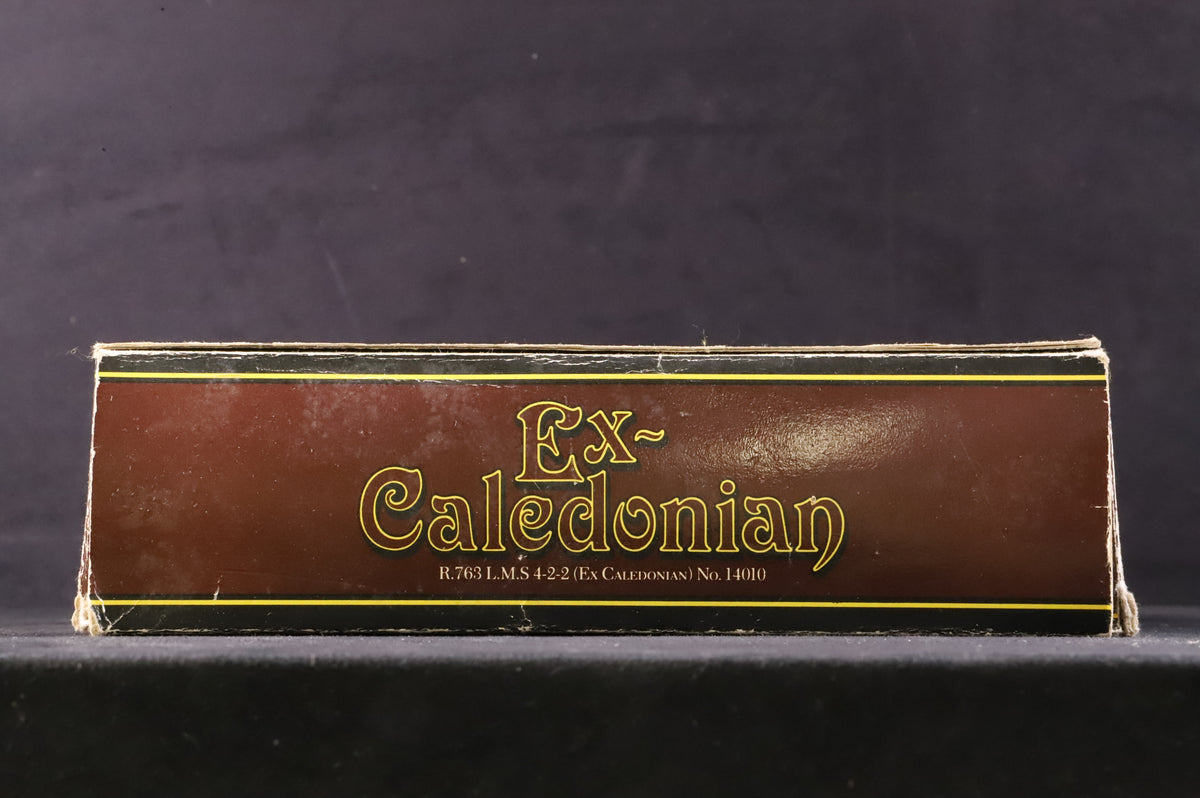 Ex-
Caledonian
R.763 L.M.S 4-2-2 (Ex Caledonian) No. 14010